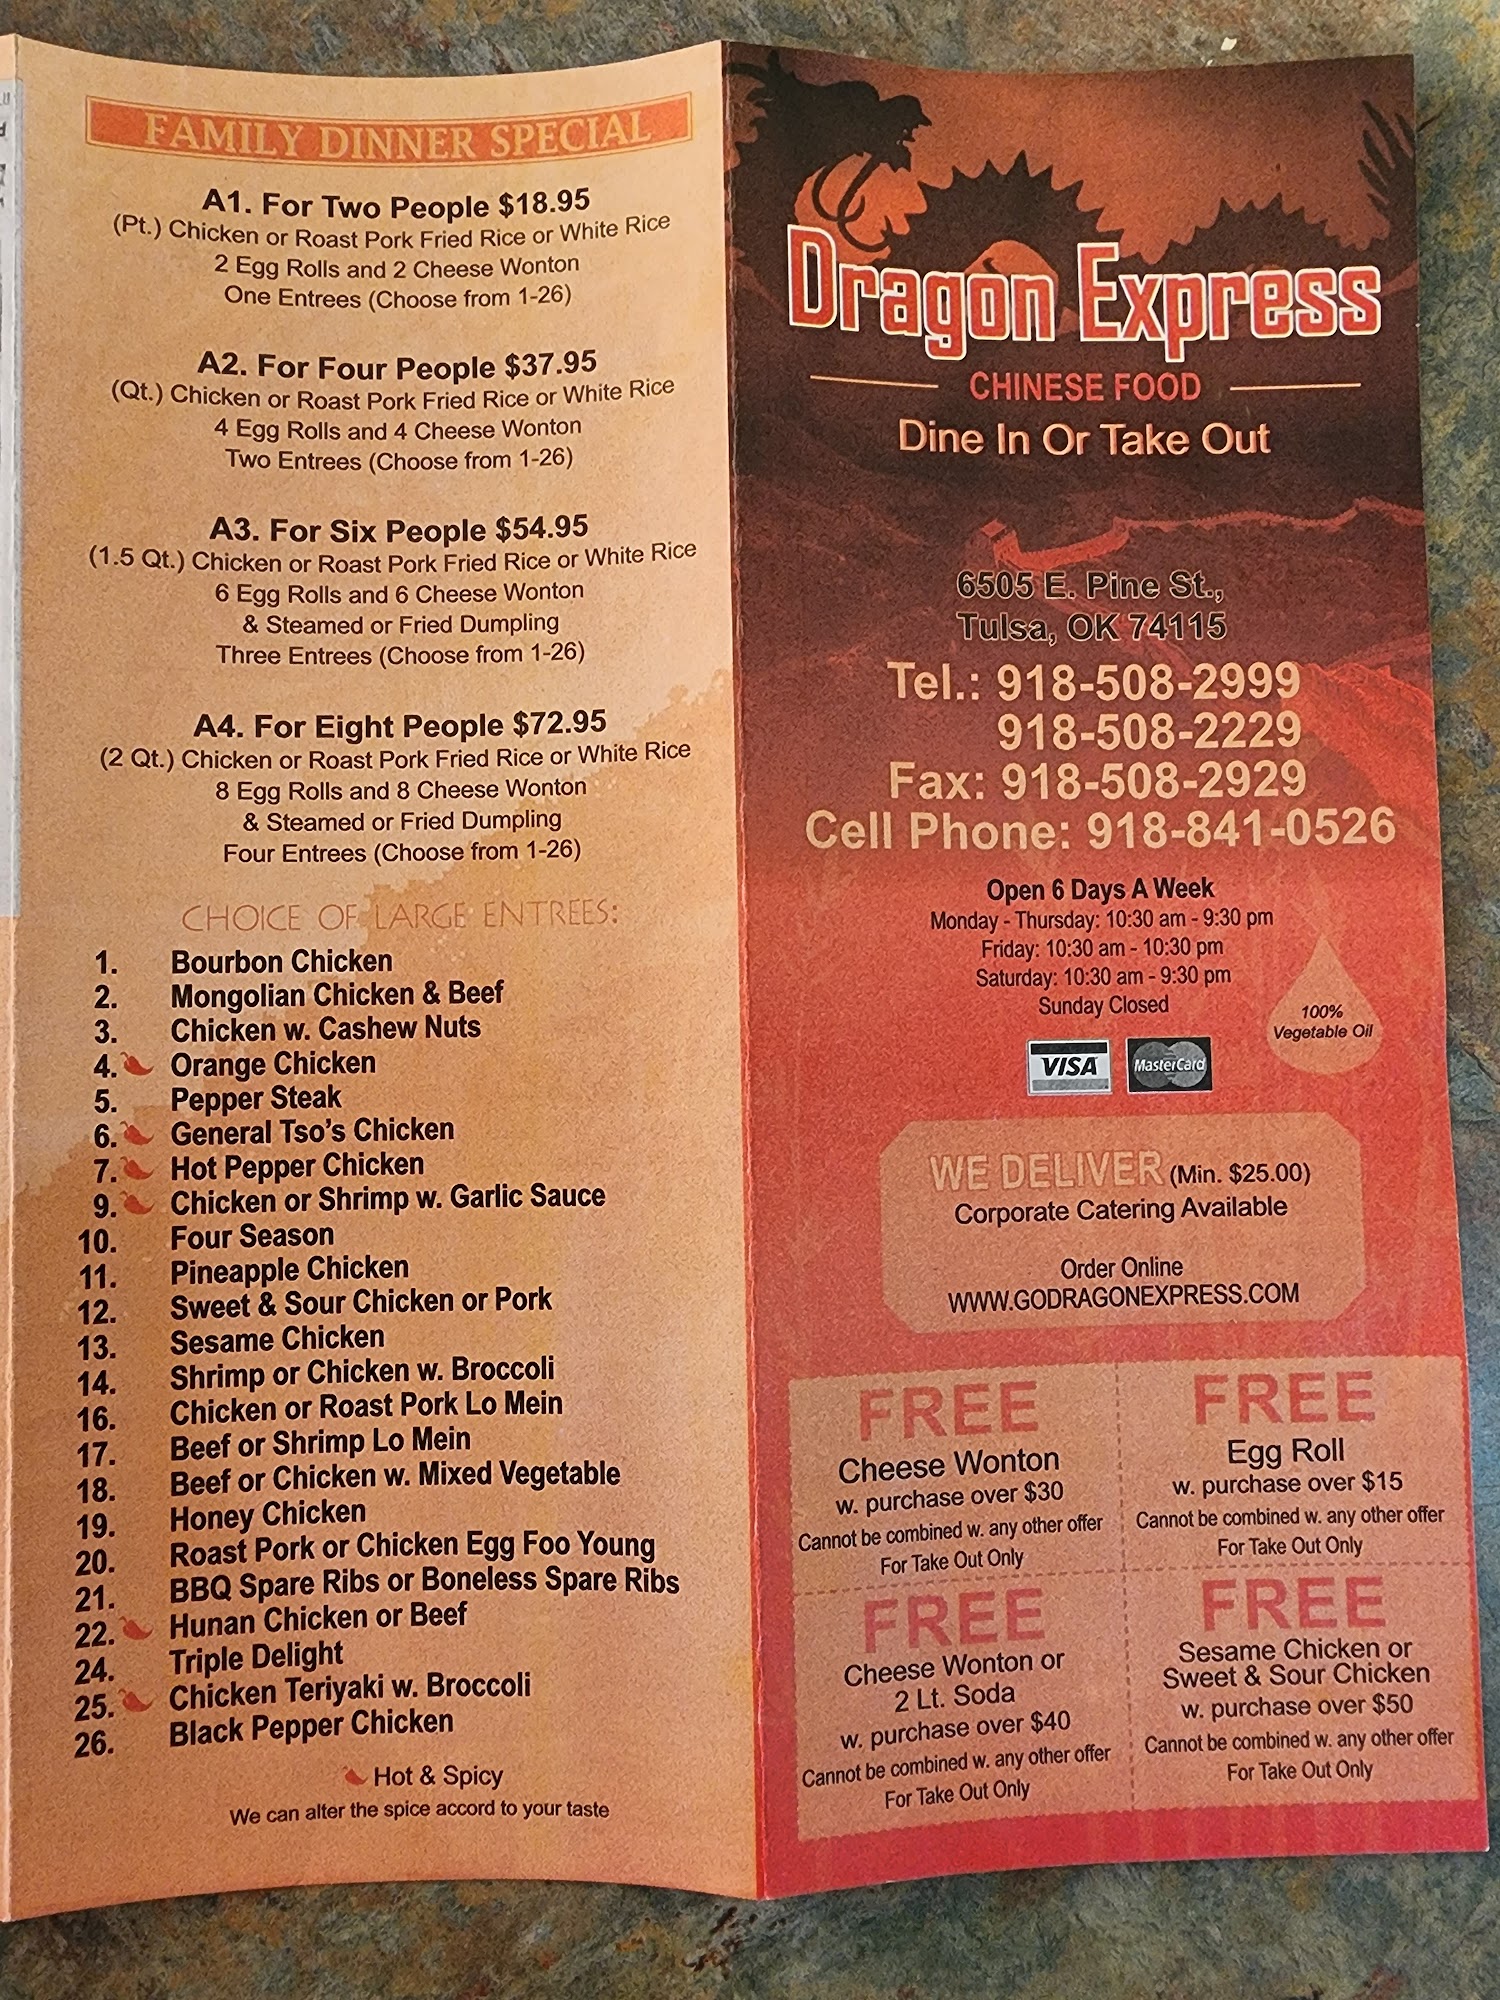 FAMILY DINNER SPECIAL
A1. For Two People $18.95
(Pt.) Chicken or Roast Pork Fried Rice or White Rice
2 Egg Rolls and 2 Cheese Wonton
One Entrees (Choose from 1-26)
A2. For Four People $37.95
(Qt.) Chicken or Roast Pork Fried Rice or White Rice
4 Egg Rolls and 4 Cheese Wonton
Two Entrees (Choose from 1-26)
A3. For Six People $54.95
(1.5 Qt.) Chicken or Roast Pork Fried Rice or White Rice
6 Egg Rolls and 6 Cheese Wonton
& Steamed or Fried Dumpling
Three Entrees (Choose from 1-26)
A4. For Eight People $72.95
(2 Qt.) Chicken or Roast Pork Fried Rice or White Rice
8 Egg Rolls and 8 Cheese Wonton
& Steamed or Fried Dumpling
Four Entrees (Choose from 1-26)
CHOICE OF LARGE ENTREES:
1. Bourbon Chicken
2. Mongolian Chicken & Beef
3. Chicken w. Cashew Nuts
4. Orange Chicken
5. Pepper Steak
6. General Tso's Chicken
7. Hot Pepper Chicken
9. Chicken or Shrimp w. Garlic Sauce
10. Four Season
11. Pineapple Chicken
12. Sweet & Sour Chicken or Pork
13. Sesame Chicken
14. Shrimp or Chicken w. Broccoli
16. Chicken or Roast Pork Lo Mein
17. Beef or Shrimp Lo Mein
18. Beef or Chicken w. Mixed Vegetable
19. Honey Chicken
20. Roast Pork or Chicken Egg Foo Young
21. BBQ Spare Ribs or Boneless Spare Ribs
22. Hunan Chicken or Beef
24. Triple Delight
25. Chicken Teriyaki w. Broccoli
26. Black Pepper Chicken
Hot & Spicy
We can alter the spice accord to your taste
Dragon Express
CHINESE FOOD
Dine In Or Take Out
6505 E. Pine St.,
Tulsa, OK 74115
Tel.: 918-508-2999
918-508-2229
Fax: 918-508-2929
Cell Phone: 918-841-0526
Open 6 Days A Week
Monday - Thursday: 10:30 am - 9:30 pm
Friday: 10:30 am - 10:30 pm
Saturday: 10:30 am - 9:30 pm
Sunday Closed
100%
Vegetable Oil
VISA MasterCard
WE DELIVER (Min. $25.00)
Corporate Catering Available
Order Online
WWW.GODRAGONEXPRESS.COM
FREE
Cheese Wonton
w. purchase over $30
Cannot be combined w. any other offer
For Take Out Only
FREE
Egg Roll
w. purchase over $15
Cannot be combined w. any other offer
For Take Out Only
FREE
Cheese Wonton or
2 Lt. Soda
w. purchase over $40
Cannot be combined w. any other offer
For Take Out Only
FREE
Sesame Chicken or
Sweet & Sour Chicken
w. purchase over $50
Cannot be combined w. any other offer
For Take Out Only